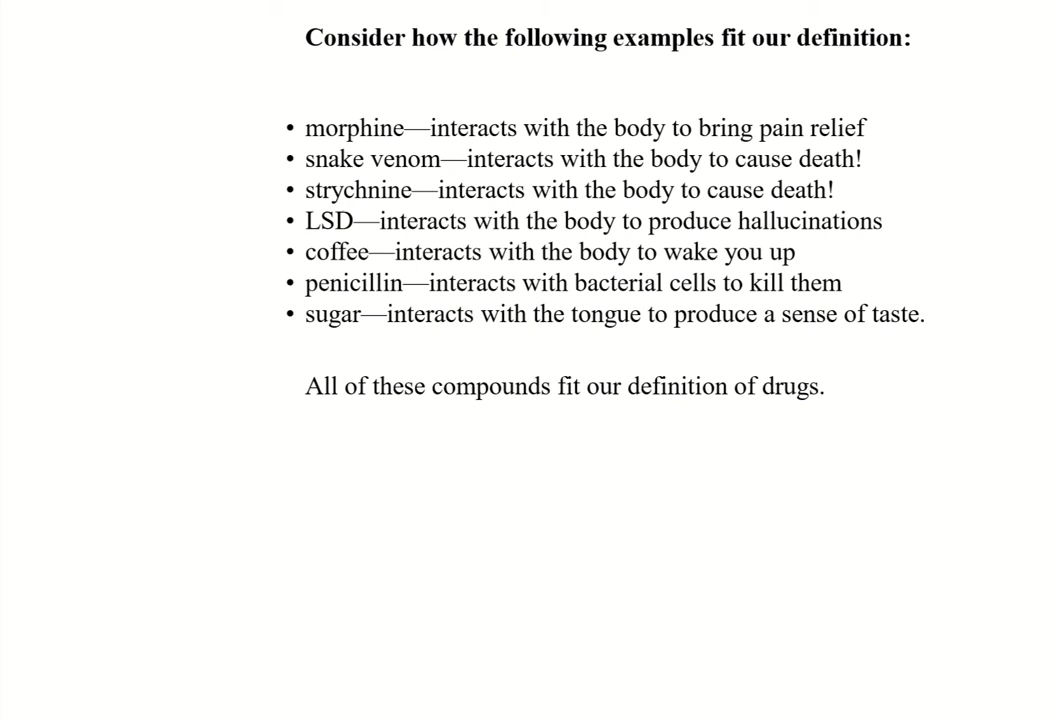 Consider how the following examples fit our definition:
• morphine—interacts with the body to bring pain relief
• snake venom—interacts with the body to cause death!
• strychnine—interacts with the body to cause death!
• LSD—interacts with the body to produce hallucinations
• coffee—interacts with the body to wake you up
• penicillin—interacts with bacterial cells to kill them
• sugar—interacts with the tongue to produce a sense of taste.
All of these compounds fit our definition of drugs.